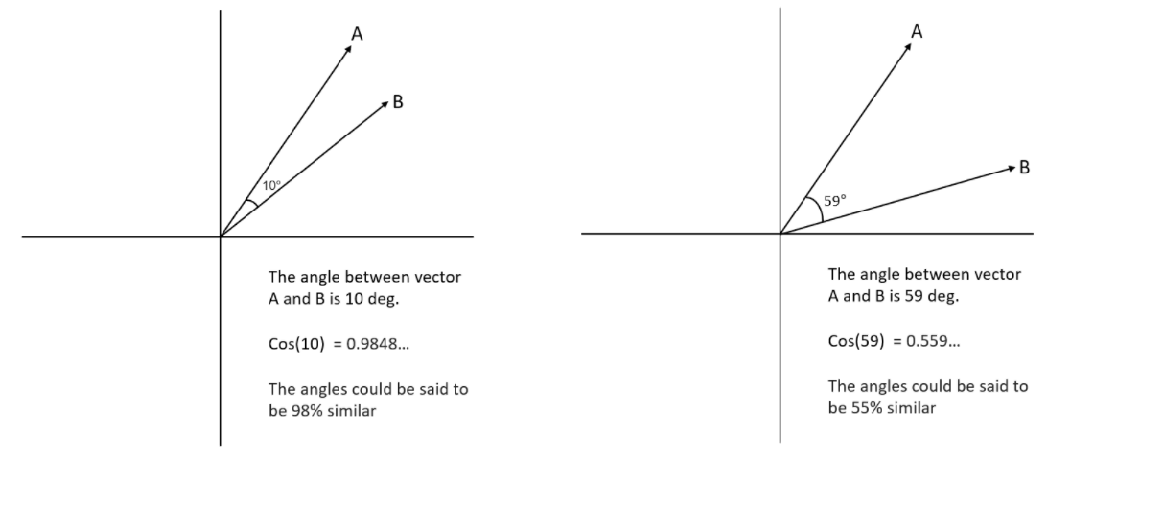 A
B
10°
The angle between vector
A and B is 10 deg.
Cos(10) = 0.9848...
The angles could be said to
be 98% similar
A
B
59°
The angle between vector
A and B is 59 deg.
Cos(59) = 0.559...
The angles could be said to
be 55% similar